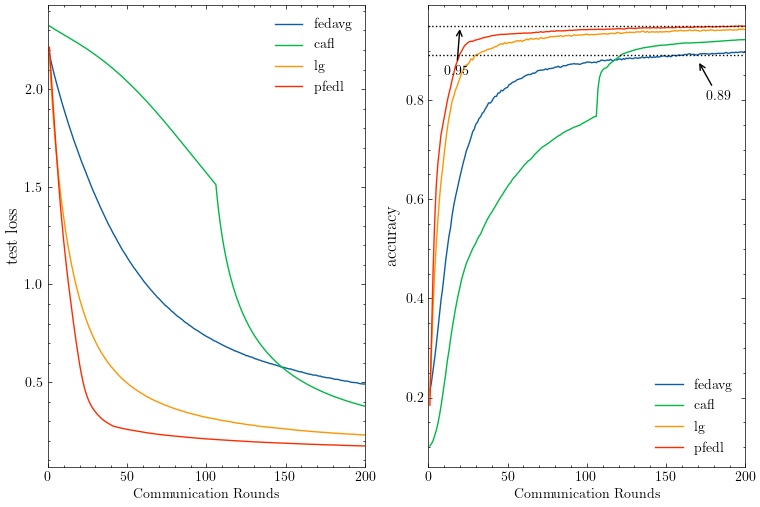 test loss
2.0
1.5
1.0
0.5
0
50
100
150
200
Communication Rounds
fedavg
cafl
lg
pfedl
accuracy
0.8
0.6
0.4
0.2
0
50
100
150
200
Communication Rounds
0.95
0.89
fedavg
cafl
lg
pfedl